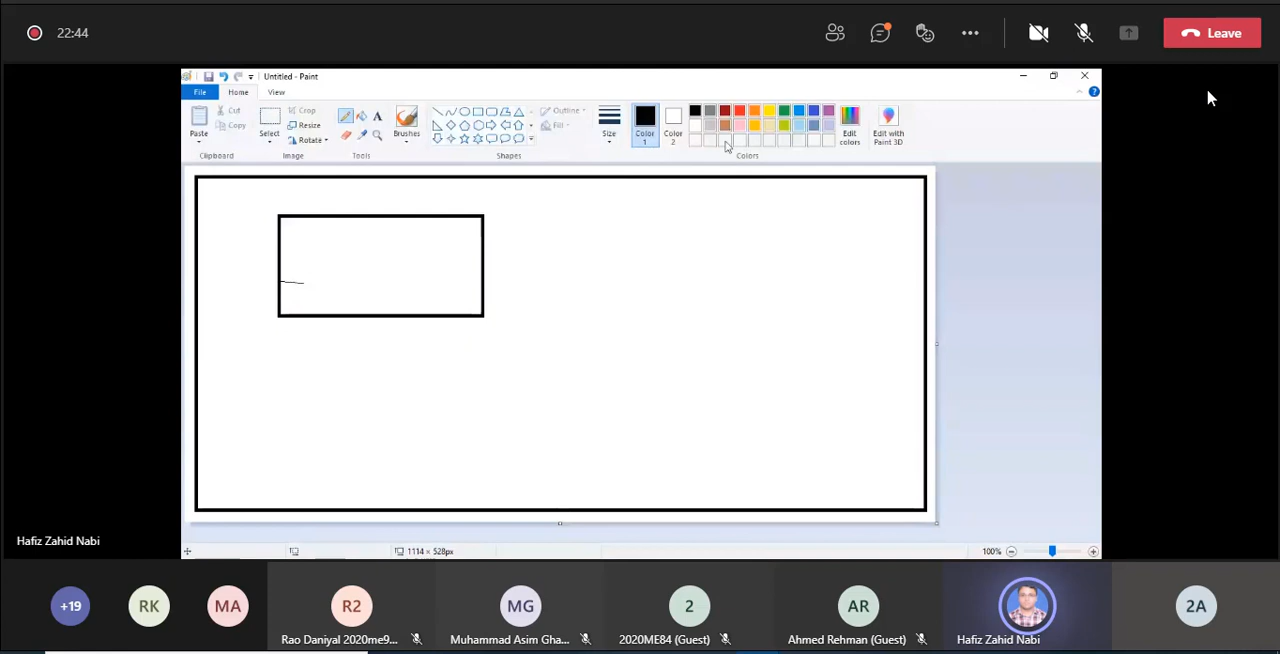 22:44
Leave
Untitled - Paint
File Home View
Paste
Cut
Copy
Clipboard
Select
Crop
Resize
Rotate
Image
A
Tools
Brushes
Shapes
Outline
Fill
Size
Color 1
Color 2
Colors
Edit colors
Edit with Paint 3D
Hafiz Zahid Nabi
1114 × 528px
100%
+19
RK
MA
R2
Rao Daniyal 2020me9...
MG
Muhammad Asim Gha...
2
2020ME84 (Guest)
AR
Ahmed Rehman (Guest)
Hafiz Zahid Nabi
2A